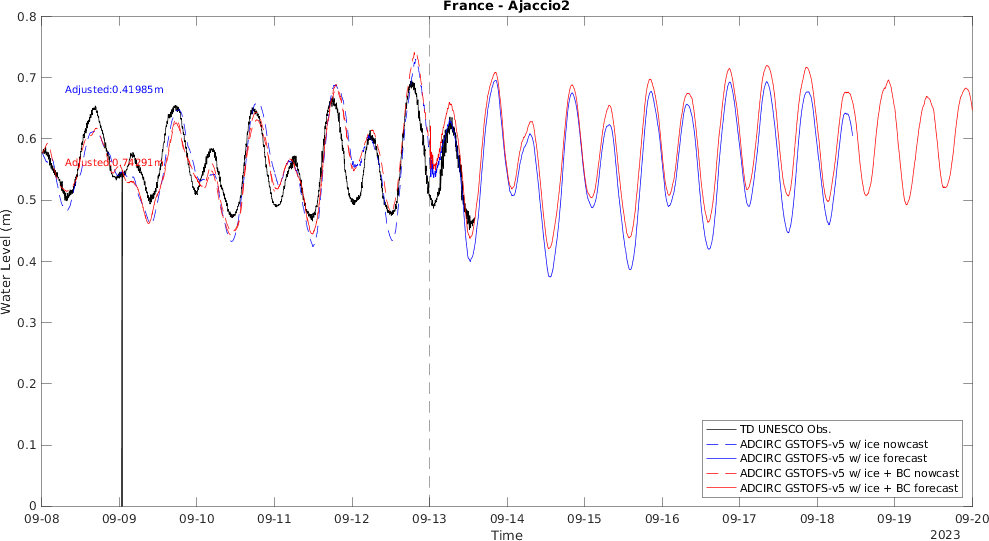 France - Ajaccio2
0.8
0.7
0.6
0.5
0.4
0.3
0.2
0.1
0
Water Level (m)
Adjusted:0.41985m
TD UNESCO Obs.
ADCIRC GSTOFS-v5 w/ ice nowcast
ADCIRC GSTOFS-v5 w/ ice forecast
ADCIRC GSTOFS-v5 w/ ice + BC nowcast
ADCIRC GSTOFS-v5 w/ ice + BC forecast
09-08 09-09 09-10 09-11 09-12 09-13 09-14 09-15 09-16 09-17 09-18 09-19 09-20
Time
2023